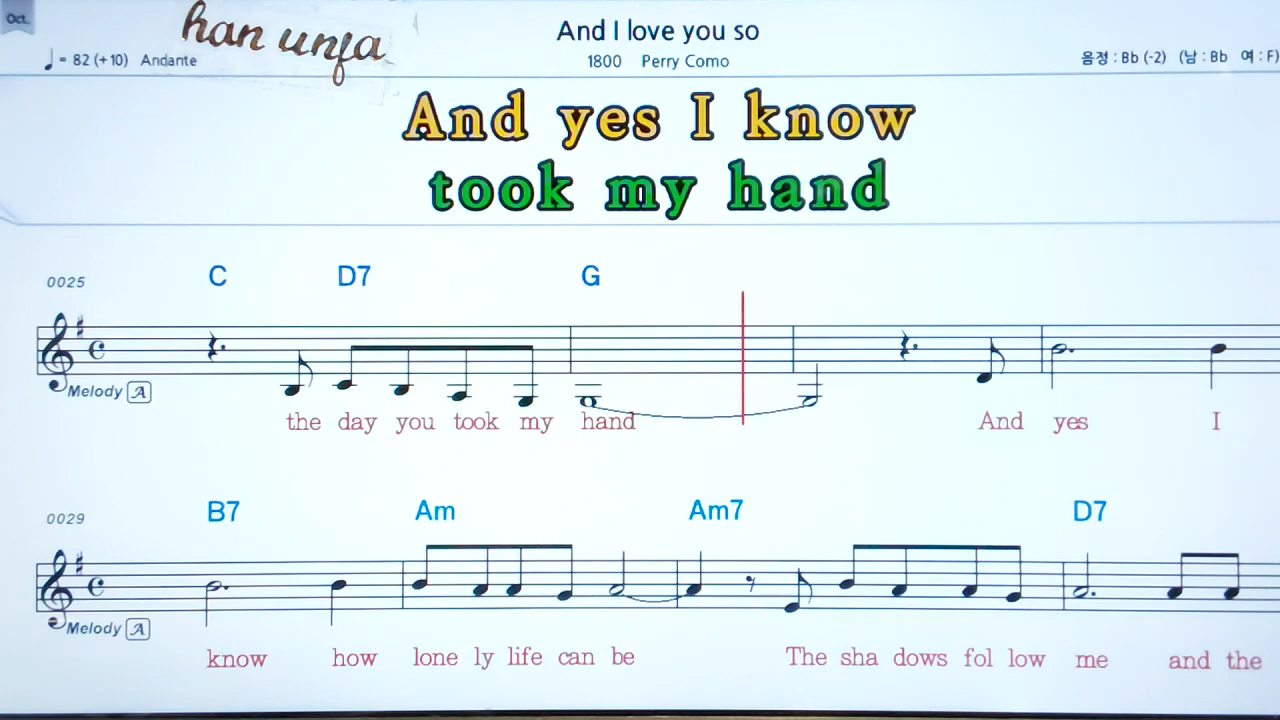 Oct.
han unja
And I love you so
♩ = 82 (+10) Andante
1800 Perry Como
음정 : Bb (-2) (남 : Bb 여 : F)
And yes I know
took my hand
0025
C D7 G
Melody A
the day you took my hand And yes I
0029
B7 Am Am7 D7
Melody A
know how lone ly life can be The sha dows fol low me and the